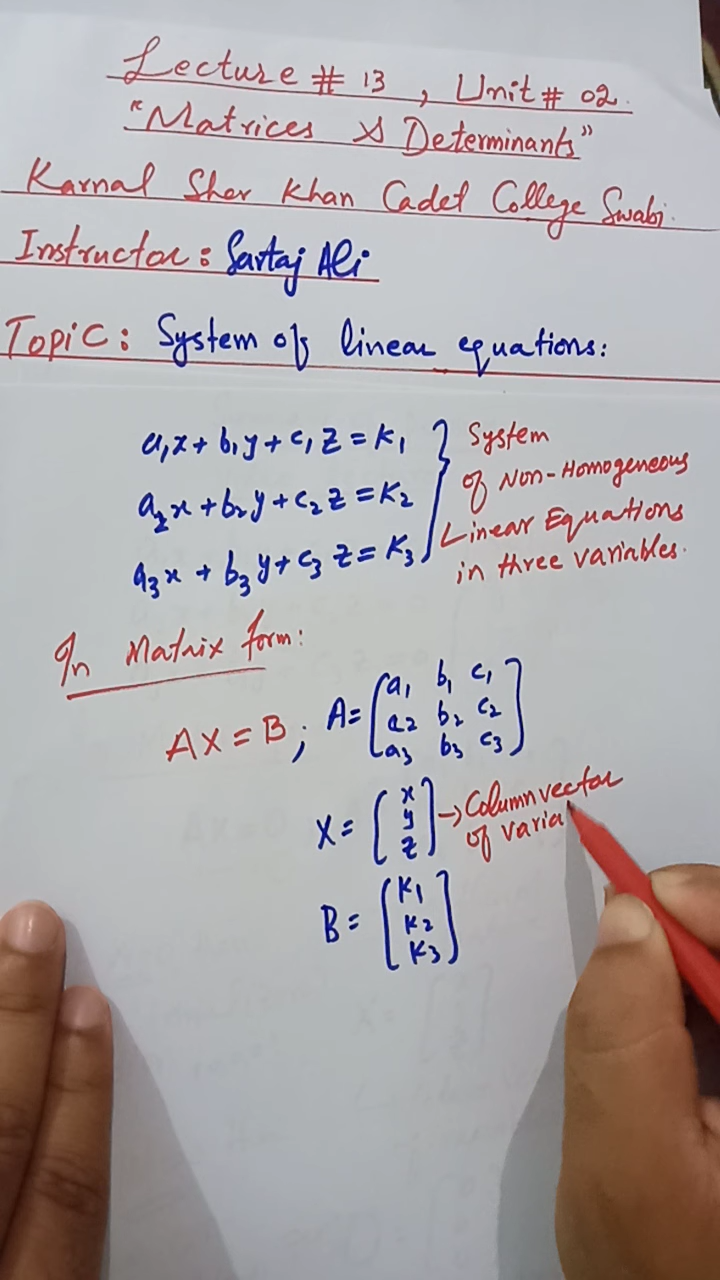 Lecture # 13 , Unit # 02.
"Matrices & Determinants"
Karnal Sher Khan Cadet College Swabi.
Instructor: Sartaj Ali
Topic: System of linear equations:
a₁x + b₁y + c₁z = K₁
a₂x + b₂y + c₂z = K₂
a₃x + b₃y + c₃z = K₃
System
of Non-Homogeneous
Linear Equations
in three variables.
In Matrix form:
AX = B ; A = [a₁ b₁ c₁
a₂ b₂ c₂
a₃ b₃ c₃]
X = [x
y
z] → Column vector
of varia
B = [K₁
K₂
K₃]